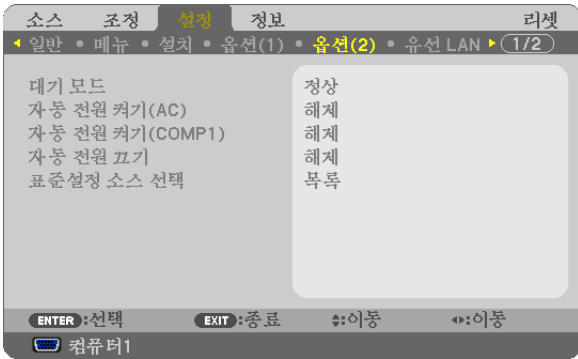 소스 조정 설정 정보 리셋
일반 • 메뉴 • 설치 • 옵션(1) • 옵션(2) • 유선 LAN 1/2
대기 모드 정상
자동 전원 켜기(AC) 해제
자동 전원 켜기(COMP1) 해제
자동 전원 끄기 해제
표준설정 소스 선택 목록
ENTER :선택 EXIT :종료 :이동 :이동
컴퓨터1